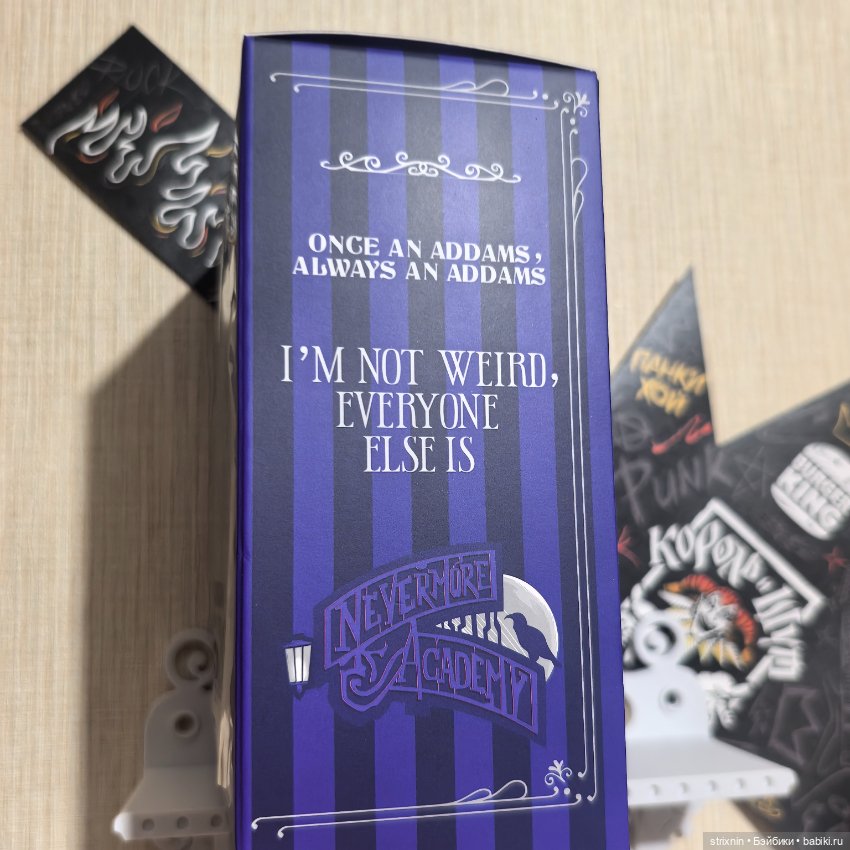 ROCK
ONCE AN ADDAMS,
ALWAYS AN ADDAMS
I'M NOT WEIRD,
EVERYONE
ELSE IS
NEVERMORE
ACADEMY
ПАНКИ
ХОЙ
PUNK
BURGER
KING
КОРОЛЬ И ШУТ
strixnin • Бэйбики • babiki.ru